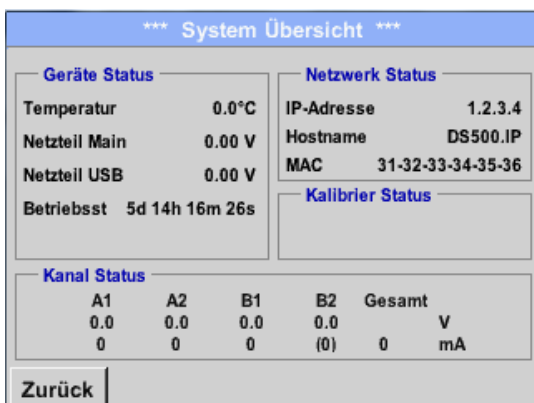 *** System Übersicht ***
Geräte Status
Temperatur 0.0°C
Netzteil Main 0.00 V
Netzteil USB 0.00 V
Betriebsst 5d 14h 16m 26s
Netzwerk Status
IP-Adresse 1.2.3.4
Hostname DS500.IP
MAC 31-32-33-34-35-36
Kalibrier Status
Kanal Status
A1 A2 B1 B2 Gesamt
0.0 0.0 0.0 0.0 V
0 0 0 (0) 0 mA
Zurück